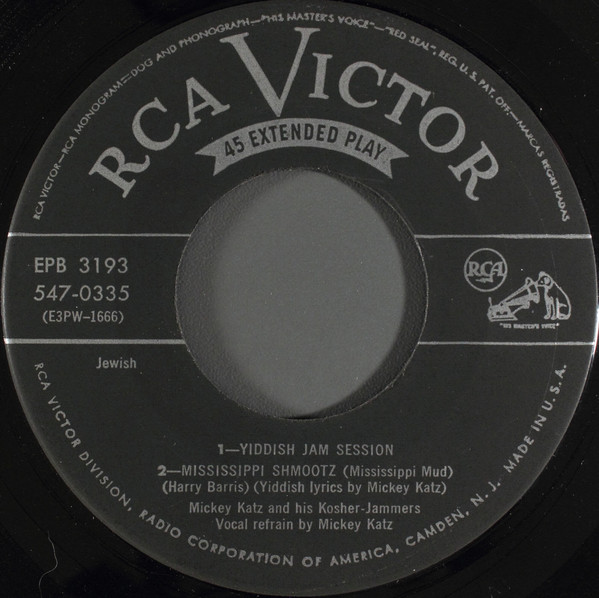 RCA VICTOR—RCA MONOGRAM—DOG AND PHONOGRAPH—"HIS MASTER'S VOICE"—"RED SEAL", REG. U. S. PAT. OFF.—MARCAS REGISTRADAS
RCA VICTOR
45 EXTENDED PLAY
EPB 3193
547-0335
(E3PW-1666)
RCA
"HIS MASTER'S VOICE"
Jewish
1—YIDDISH JAM SESSION
2—MISSISSIPPI SHMOOTZ (Mississippi Mud)
(Harry Barris) (Yiddish lyrics by Mickey Katz)
Mickey Katz and his Kosher-Jammers
Vocal refrain by Mickey Katz
RCA VICTOR DIVISION, RADIO CORPORATION OF AMERICA, CAMDEN, N. J. MADE IN U. S. A.